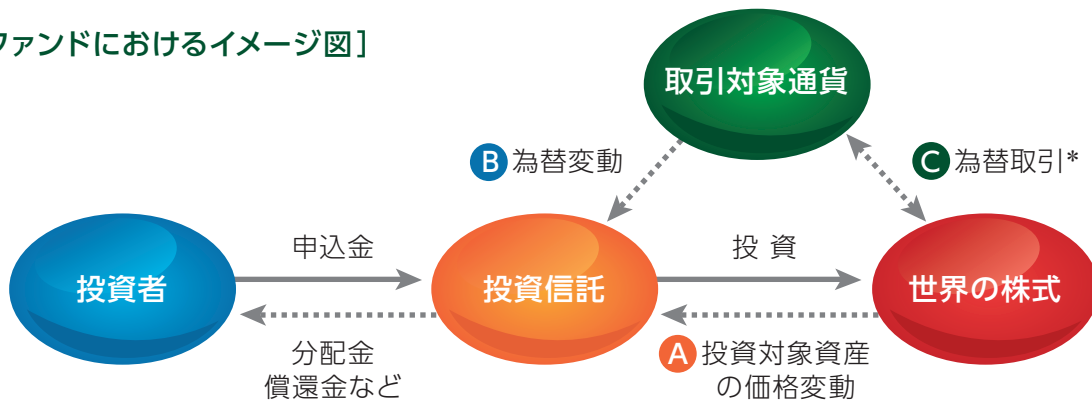 ファンドにおけるイメージ図]
取引対象通貨
B 為替変動
C 為替取引*
投資者
申込金
投資信託
投 資
世界の株式
分配金
償還金など
A 投資対象資産
の価格変動